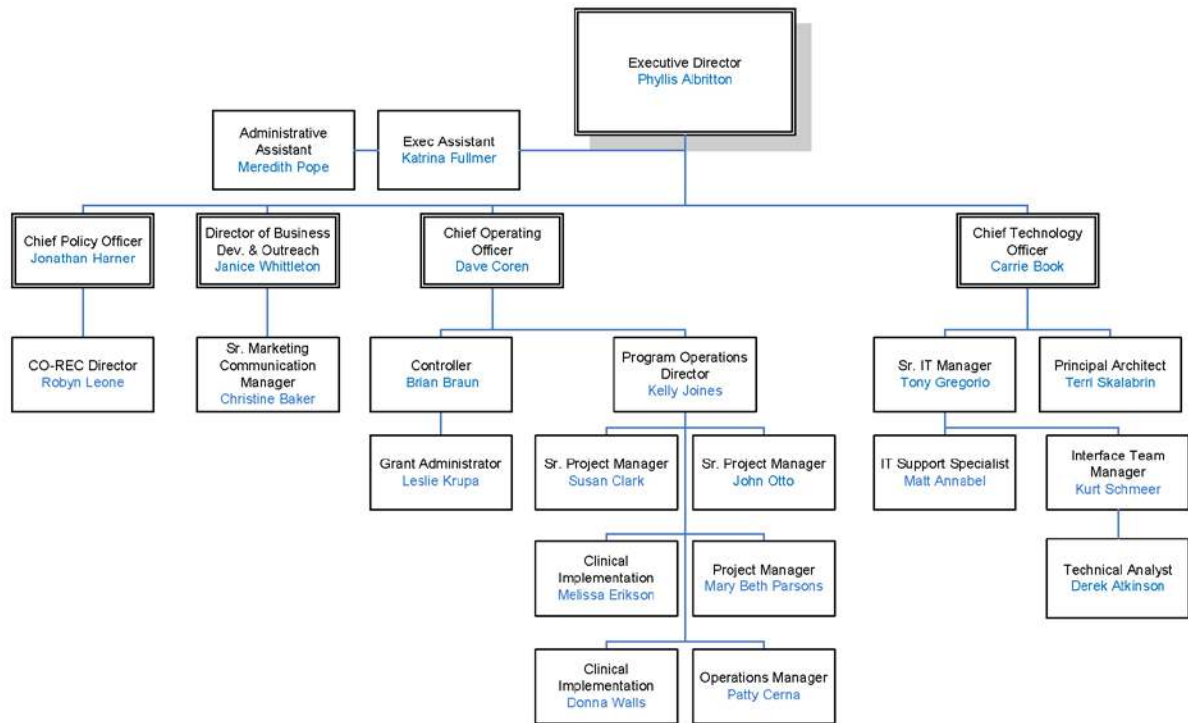 Executive Director
Phyllis Albritton
Administrative
Assistant
Meredith Pope
Exec Assistant
Katrina Fullmer
Chief Policy Officer
Jonathan Harner
Director of Business
Dev. & Outreach
Janice Whittleton
Chief Operating
Officer
Dave Coren
Chief Technology
Officer
Carrie Book
CO-REC Director
Robyn Leone
Sr. Marketing
Communication
Manager
Christine Baker
Controller
Brian Braun
Program Operations
Director
Kelly Joines
Sr. IT Manager
Tony Gregorio
Principal Architect
Terri Skalabrin
Grant Administrator
Leslie Krupa
Sr. Project Manager
Susan Clark
Sr. Project Manager
John Otto
IT Support Specialist
Matt Annabel
Interface Team
Manager
Kurt Schmeer
Clinical
Implementation
Melissa Erikson
Project Manager
Mary Beth Parsons
Technical Analyst
Derek Atkinson
Clinical
Implementation
Donna Walls
Operations Manager
Patty Cerna